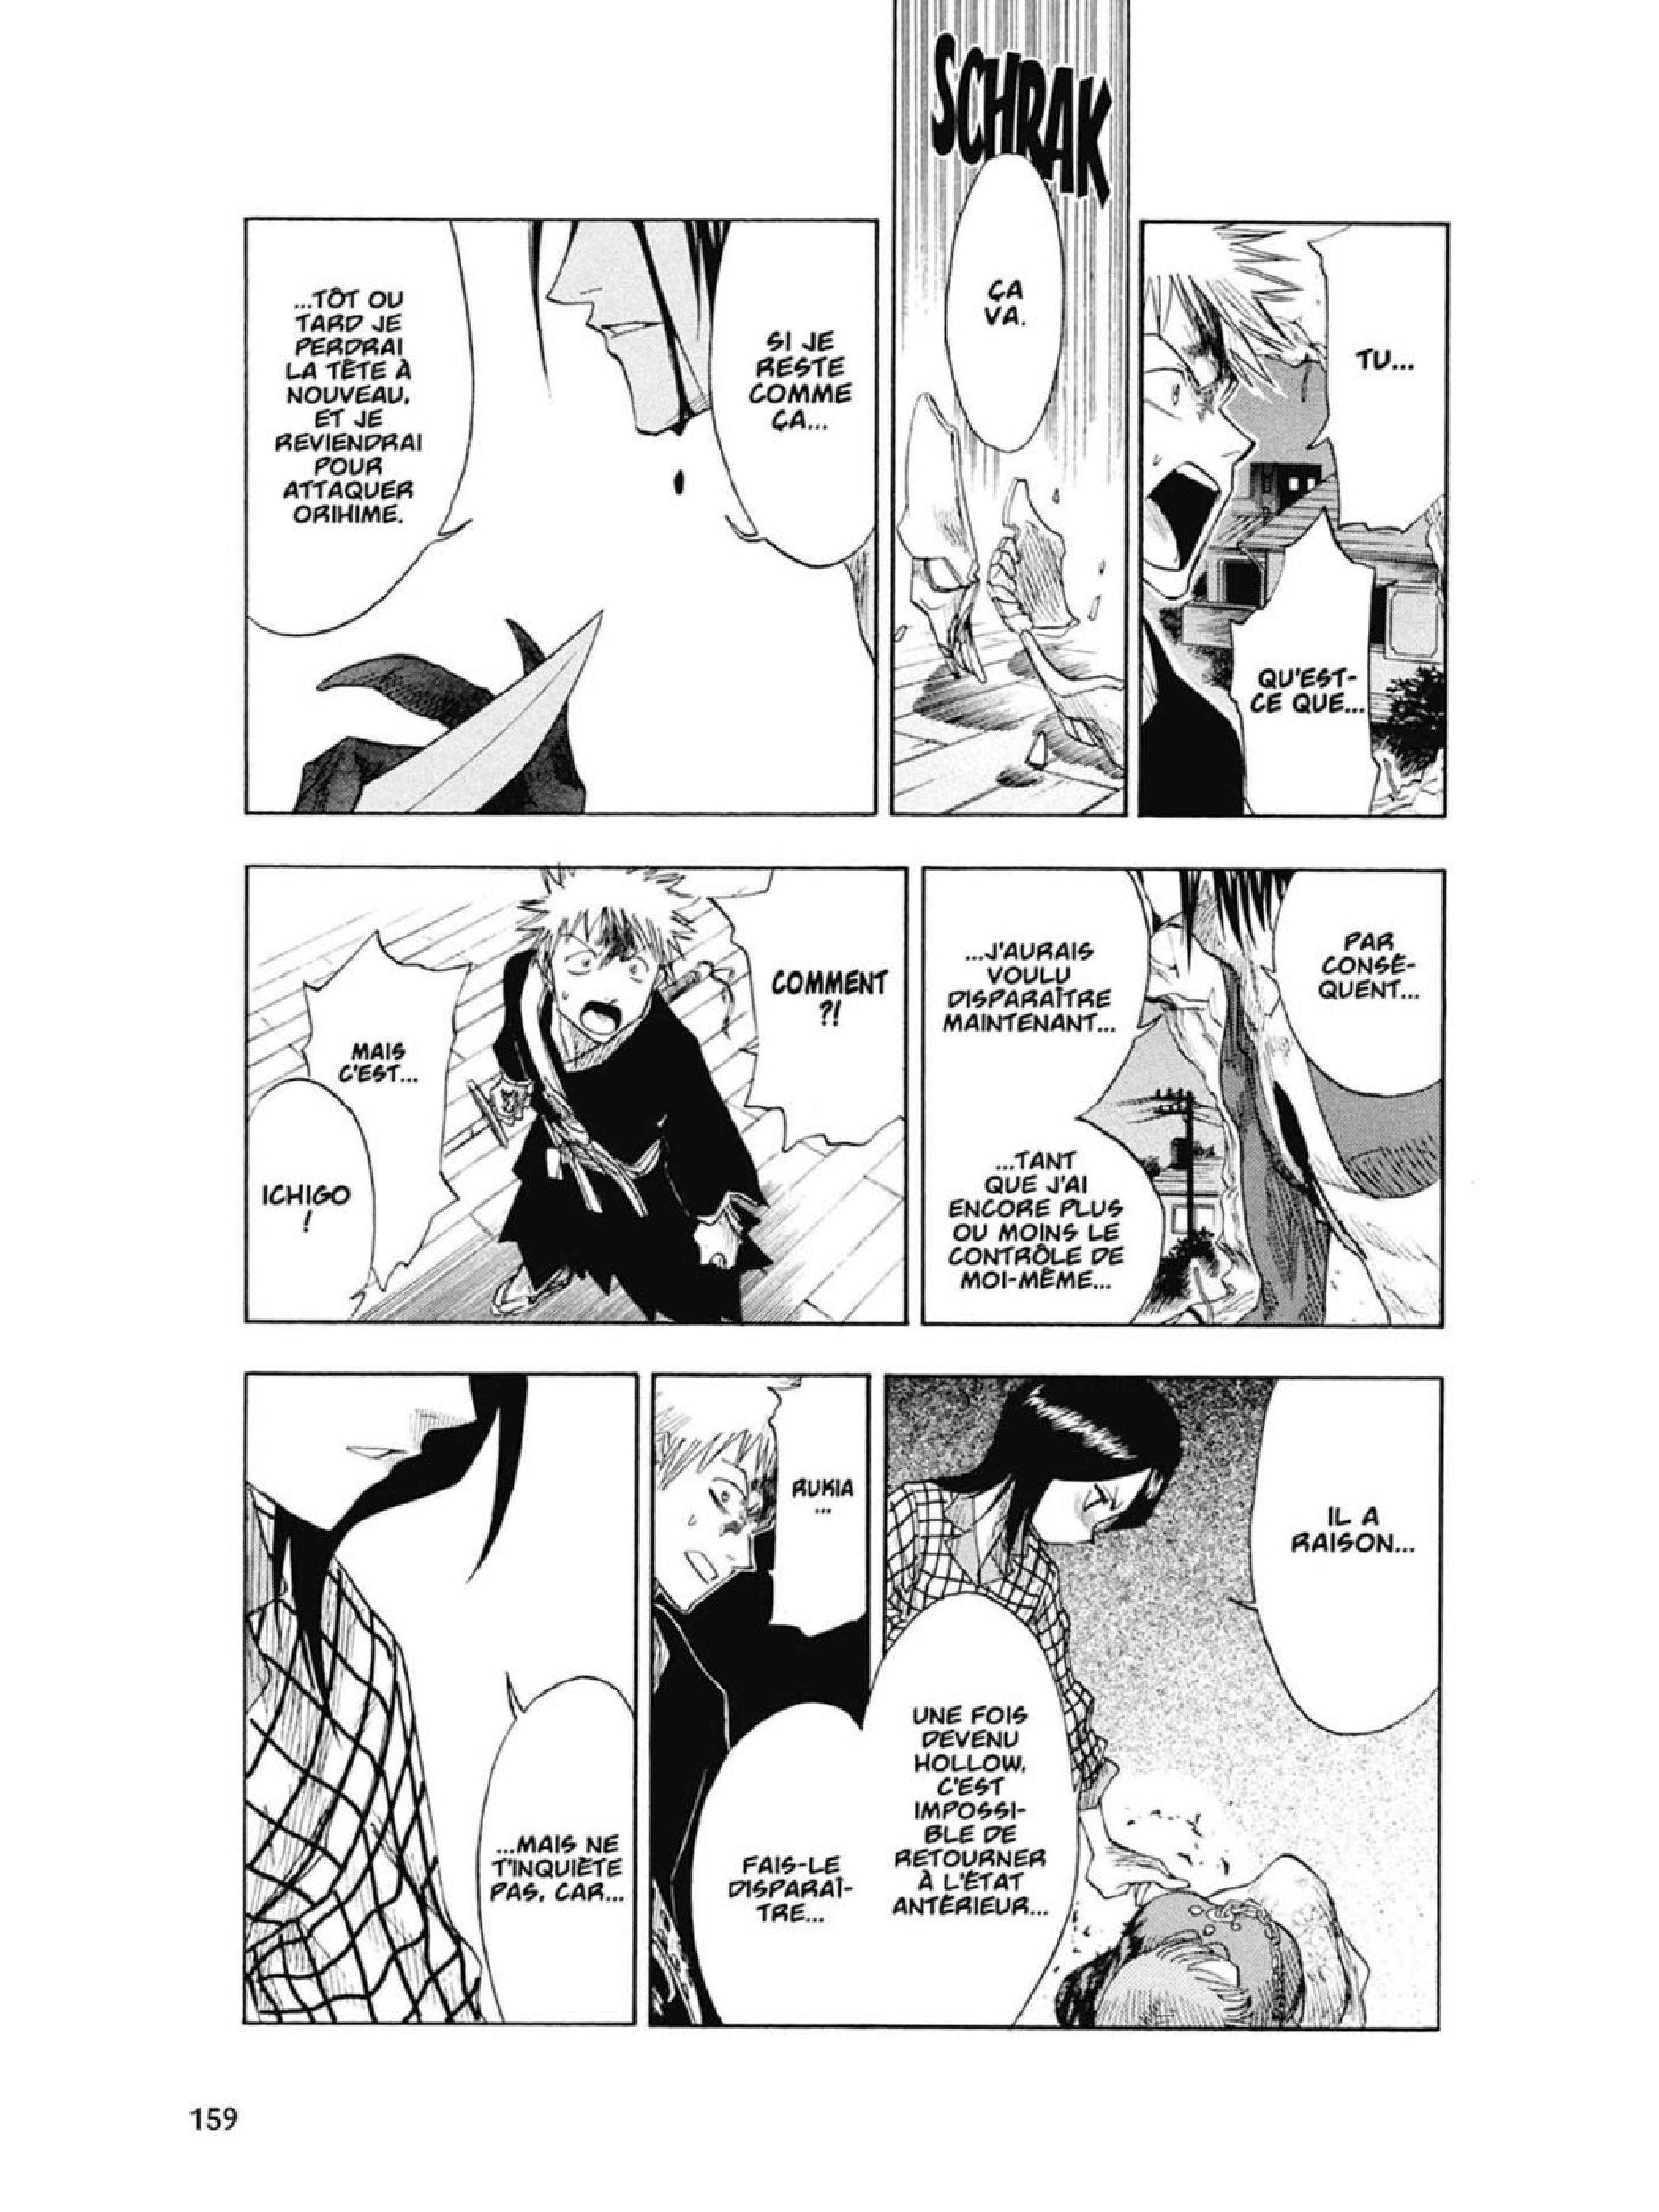 SCHRAK
TU...
QU'EST-
CE QUE...
ÇA
VA.
SI JE
RESTE
COMME
ÇA...
...TÔT OU
TARD JE
PERDRAI
LA TÊTE À
NOUVEAU,
ET JE
REVIENDRAI
POUR
ATTAQUER
ORIHIME.
PAR
CONSÉ-
QUENT...
...J'AURAIS
VOULU
DISPARAÎTRE
MAINTENANT...
...TANT
QUE J'AI
ENCORE PLUS
OU MOINS LE
CONTRÔLE DE
MOI-MÊME...
COMMENT
?!
MAIS
C'EST...
ICHIGO
!
IL A
RAISON...
UNE FOIS
DEVENU
HOLLOW,
C'EST
IMPOSSI-
BLE DE
RETOURNER
À L'ÉTAT
ANTÉRIEUR...
RUKIA
...
FAIS-LE
DISPARAÎ-
TRE...
...MAIS NE
T'INQUIÈTE
PAS, CAR...
159